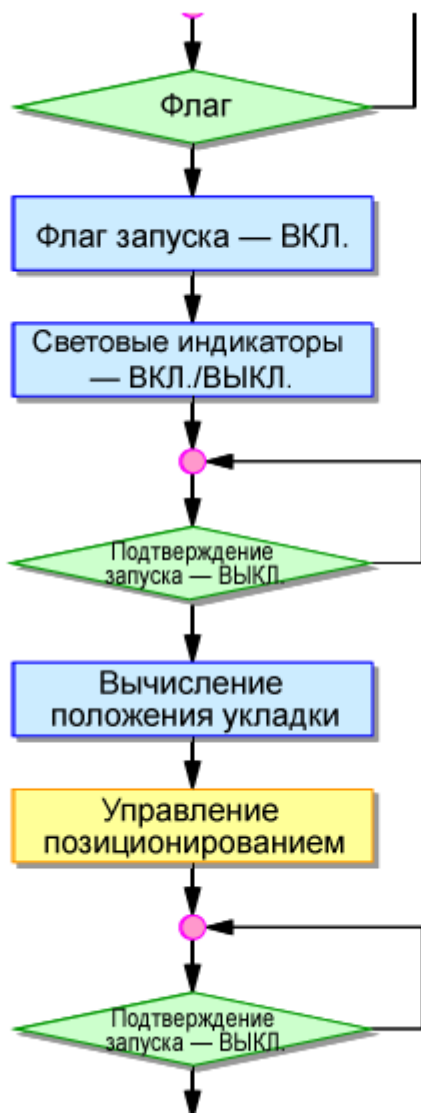 Флаг
Флаг запуска — ВКЛ.
Световые индикаторы
— ВКЛ./ВЫКЛ.
Подтверждение
запуска — ВЫКЛ.
Вычисление
положения укладки
Управление
позиционированием
Подтверждение
запуска — ВЫКЛ.